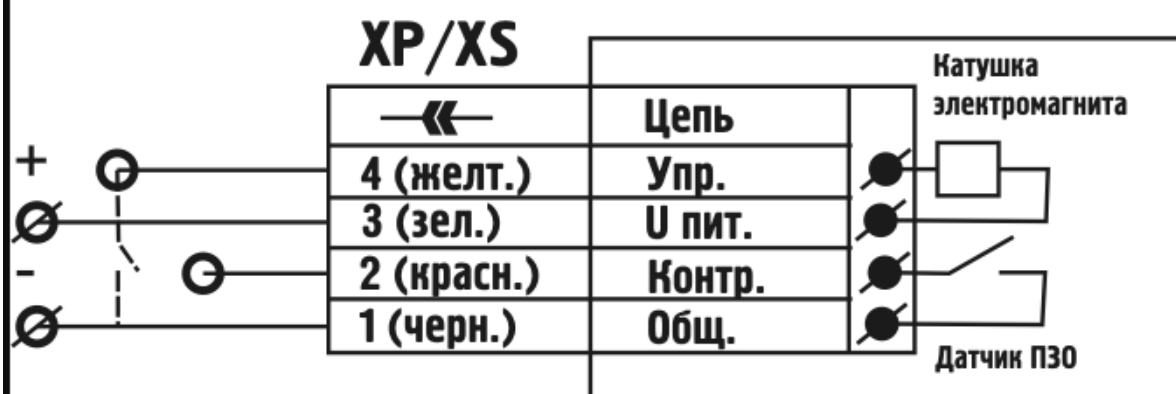 XP/XS
Катушка
электромагнита
Цепь
+
4 (желт.)
Упр.
3 (зел.)
U пит.
-
2 (красн.)
Контр.
1 (черн.)
Общ.
Датчик ПЗО